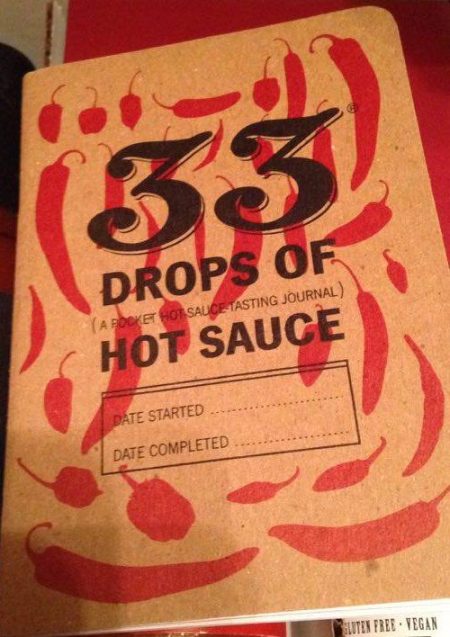 33®
DROPS OF
(A POCKET HOT-SAUCE-TASTING JOURNAL)
HOT SAUCE
DATE STARTED ......................
DATE COMPLETED ...................
GLUTEN FREE · VEGAN